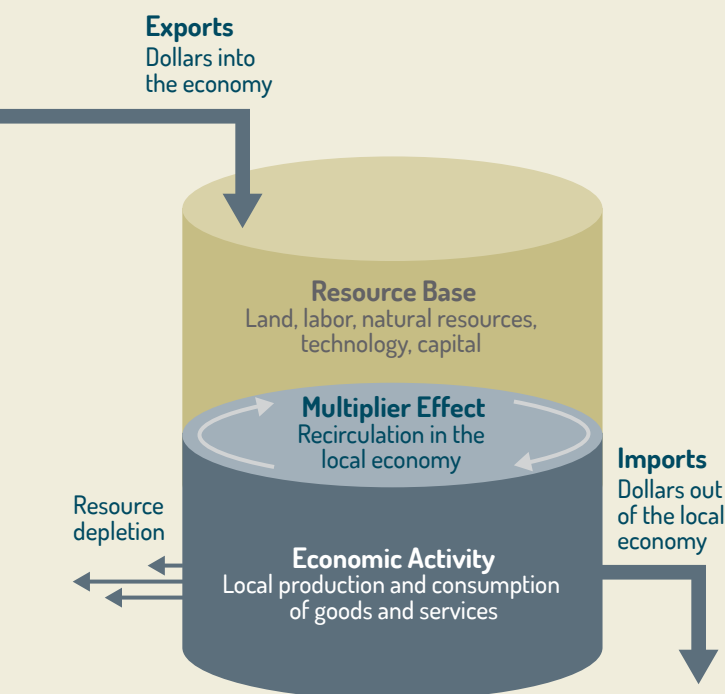 Exports
Dollars into
the economy
Resource Base
Land, labor, natural resources,
technology, capital
Multiplier Effect
Recirculation in the
local economy
Imports
Dollars out
of the local
economy
Resource
depletion
Economic Activity
Local production and consumption
of goods and services